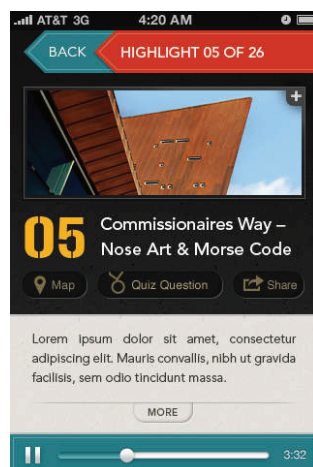 AT&T 3G 4:20 AM
BACK HIGHLIGHT 05 OF 26
+
05 Commissionaires Way –
Nose Art & Morse Code
Map Quiz Question Share
Lorem ipsum dolor sit amet, consectetur
adipiscing elit. Mauris convallis, nibh ut gravida
facilisis, sem odio tincidunt massa.
MORE
3:32